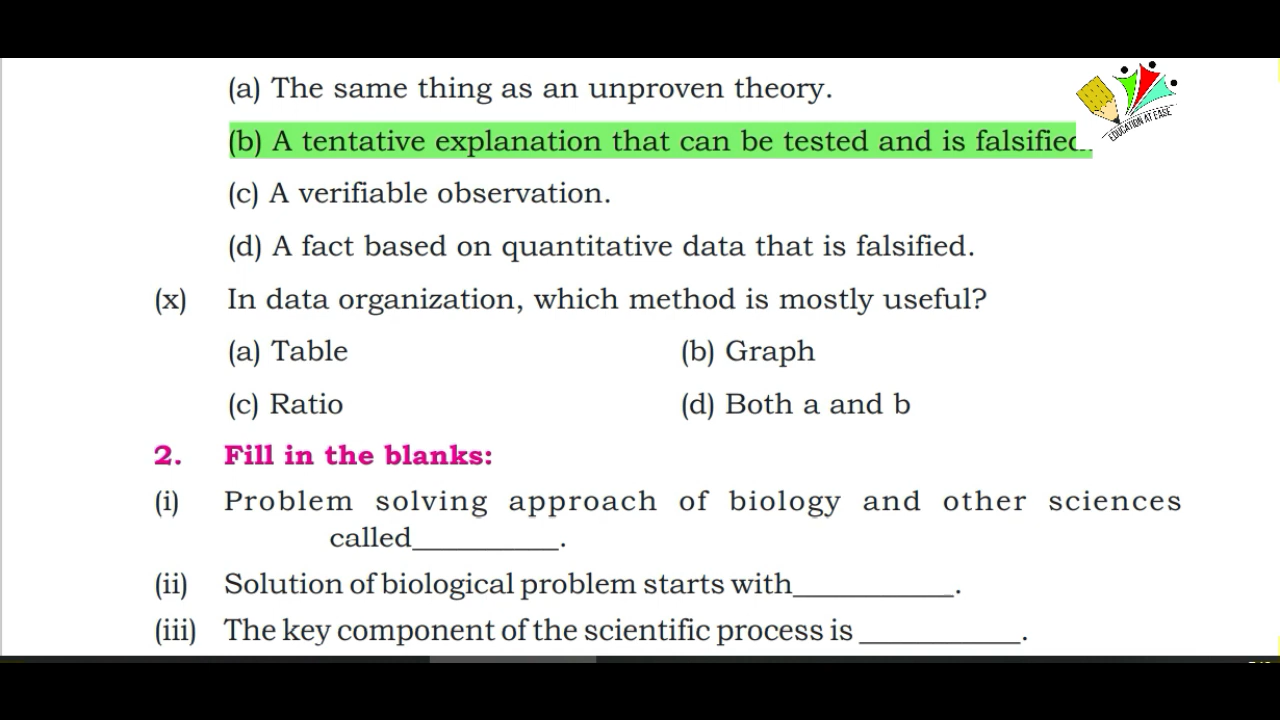 (a) The same thing as an unproven theory.
EDUCATION AT EASE
(b) A tentative explanation that can be tested and is falsified.
(c) A verifiable observation.
(d) A fact based on quantitative data that is falsified.
(x) In data organization, which method is mostly useful?
(a) Table (b) Graph
(c) Ratio (d) Both a and b
2. Fill in the blanks:
(i) Problem solving approach of biology and other sciences
called__________.
(ii) Solution of biological problem starts with___________.
(iii) The key component of the scientific process is ___________.